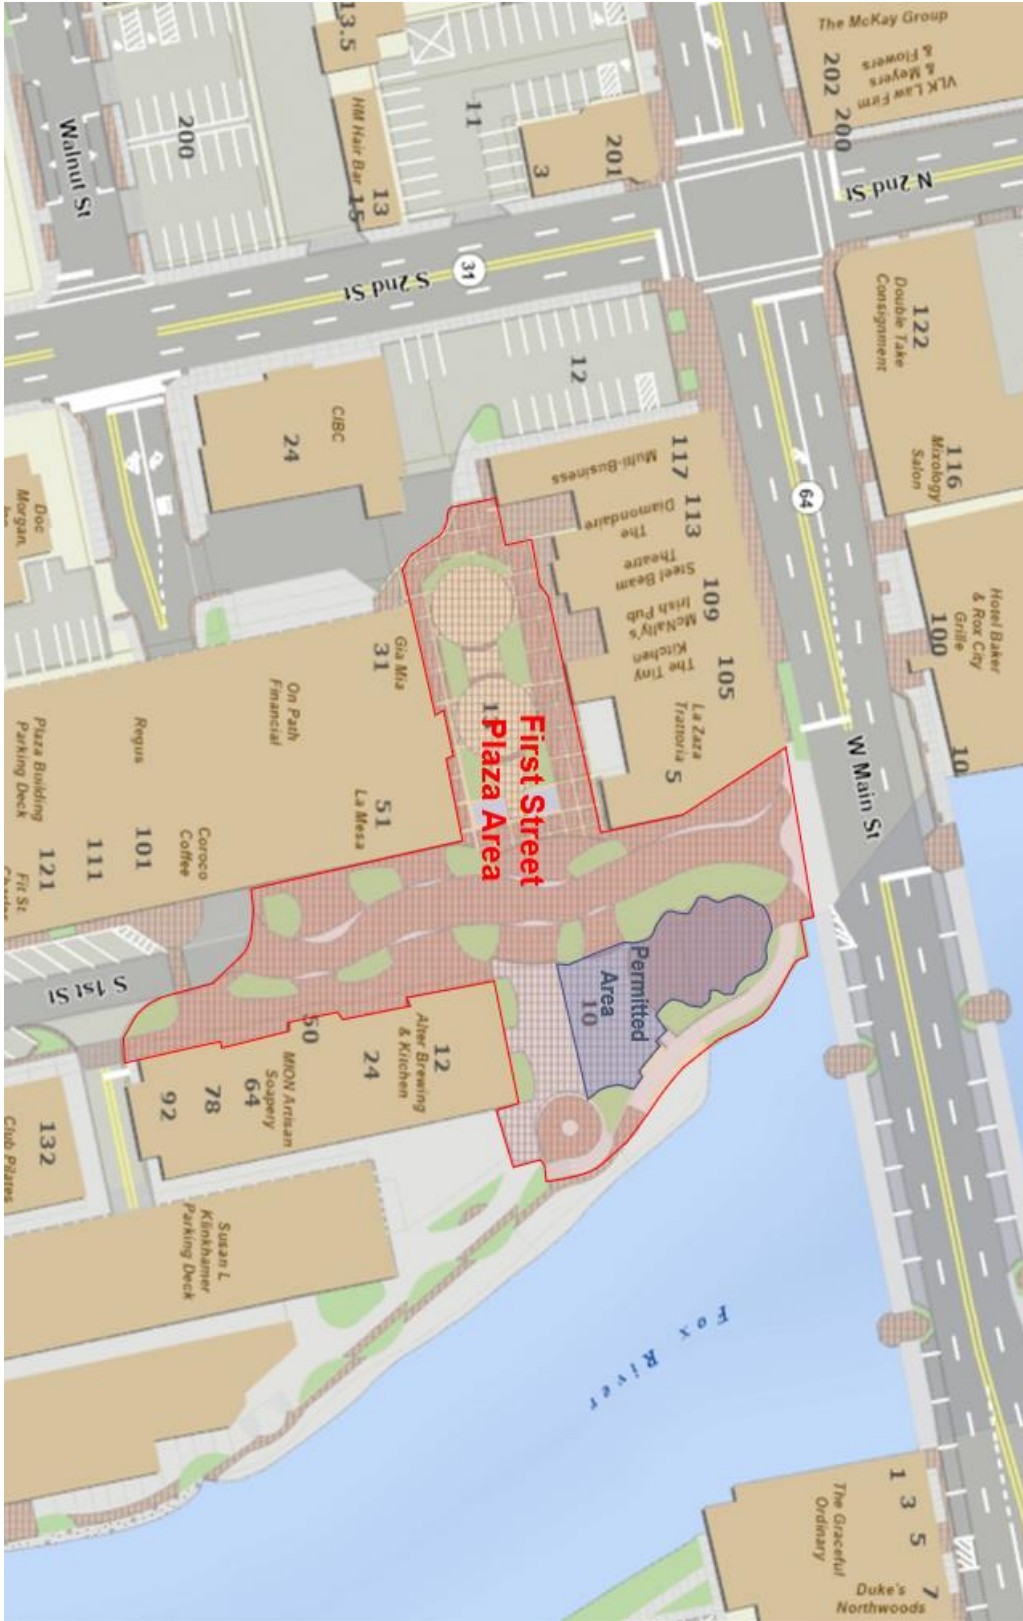 The McKay Group
VLK Law Firm
& Meyers
& Flowers
202
200
N 2nd St
13.5
HM Hair Bar
13
15
11
201
3
200
Walnut St
S 2nd St
31
12
122
Double Take
Consignment
116
Mixology
Salon
Hotel Baker
& Rox City
Grille
100
10
64
W Main St
CIBC
24
Doc
Morgan,
117
Multi-Business
113
The
Diamondaire
Steel Beam
Theatre
109
McNally's
Irish Pub
The Tiny
Kitchen
105
La Zaza
Trattoria
5
First Street
Plaza Area
Gia Mia
31
On Path
Financial
51
La Mesa
Regus
Plaza Building
Parking Deck
101
111
121
Coroco
Coffee
Fit St.
S 1st St
Permitted
Area
10
Alter Brewing
& Kitchen
12
24
50
MION Artisan
Soapery
64
78
92
132
Club Pilates
Susan L
Klinkhamer
Parking Deck
Fox River
1
3
5
7
The Graceful
Ordinary
Duke's
Northwoods